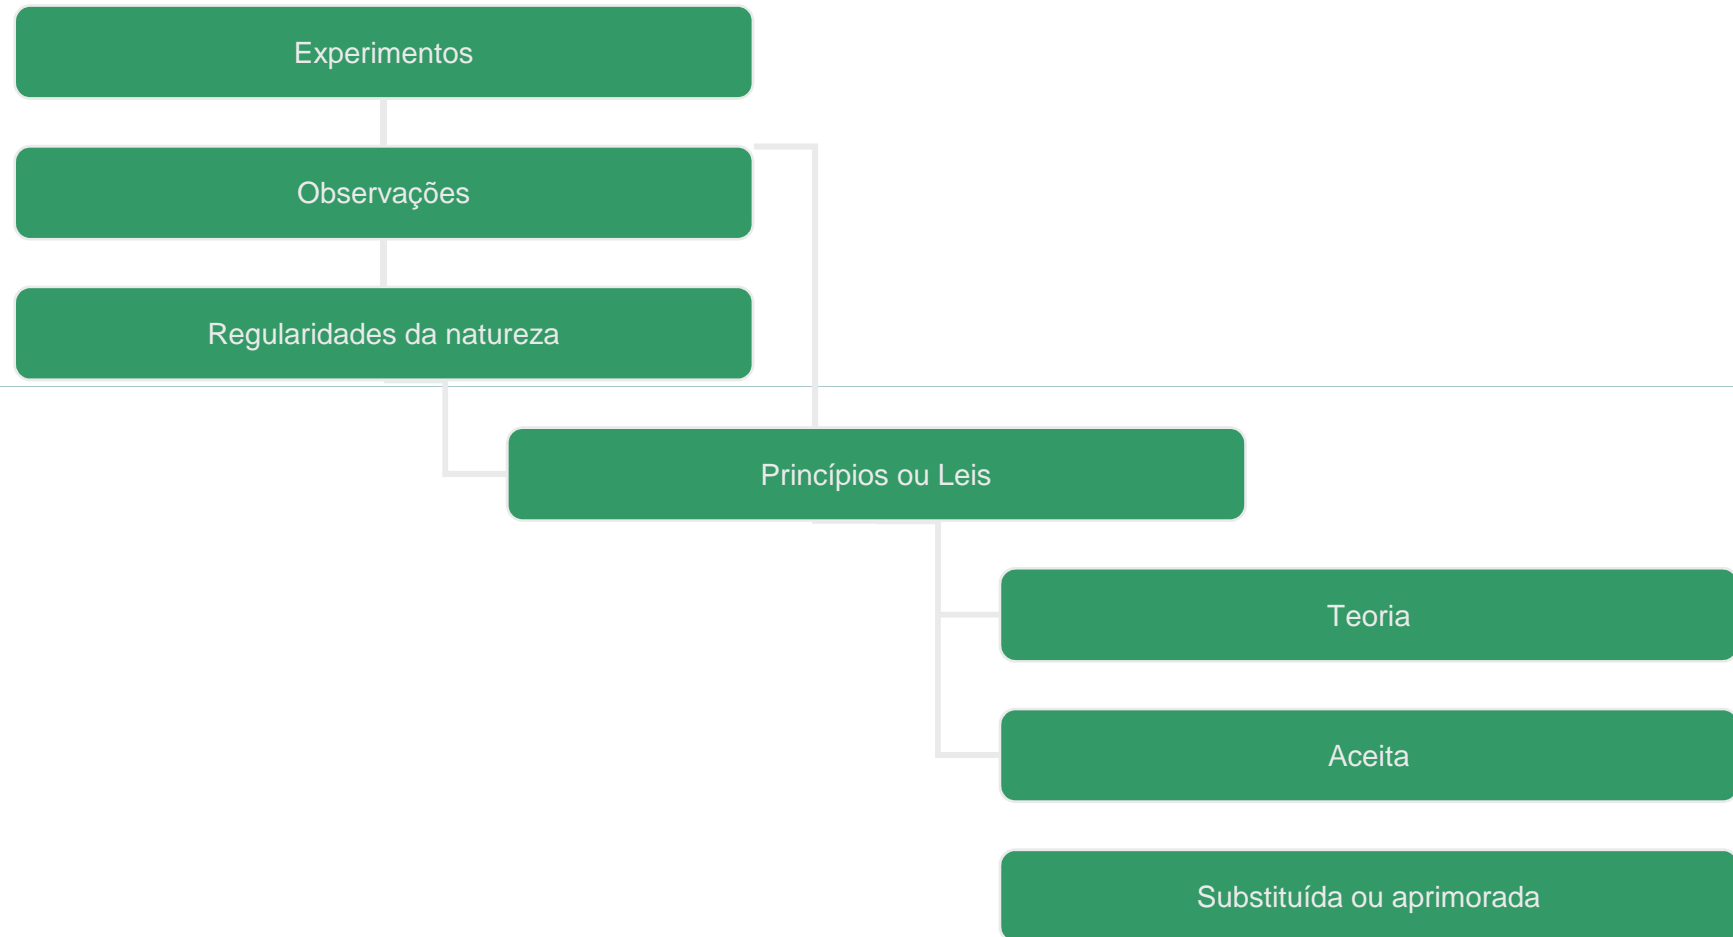 Experimentos
Observações
Regularidades da natureza
Princípios ou Leis
Teoria
Aceita
Substituída ou aprimorada